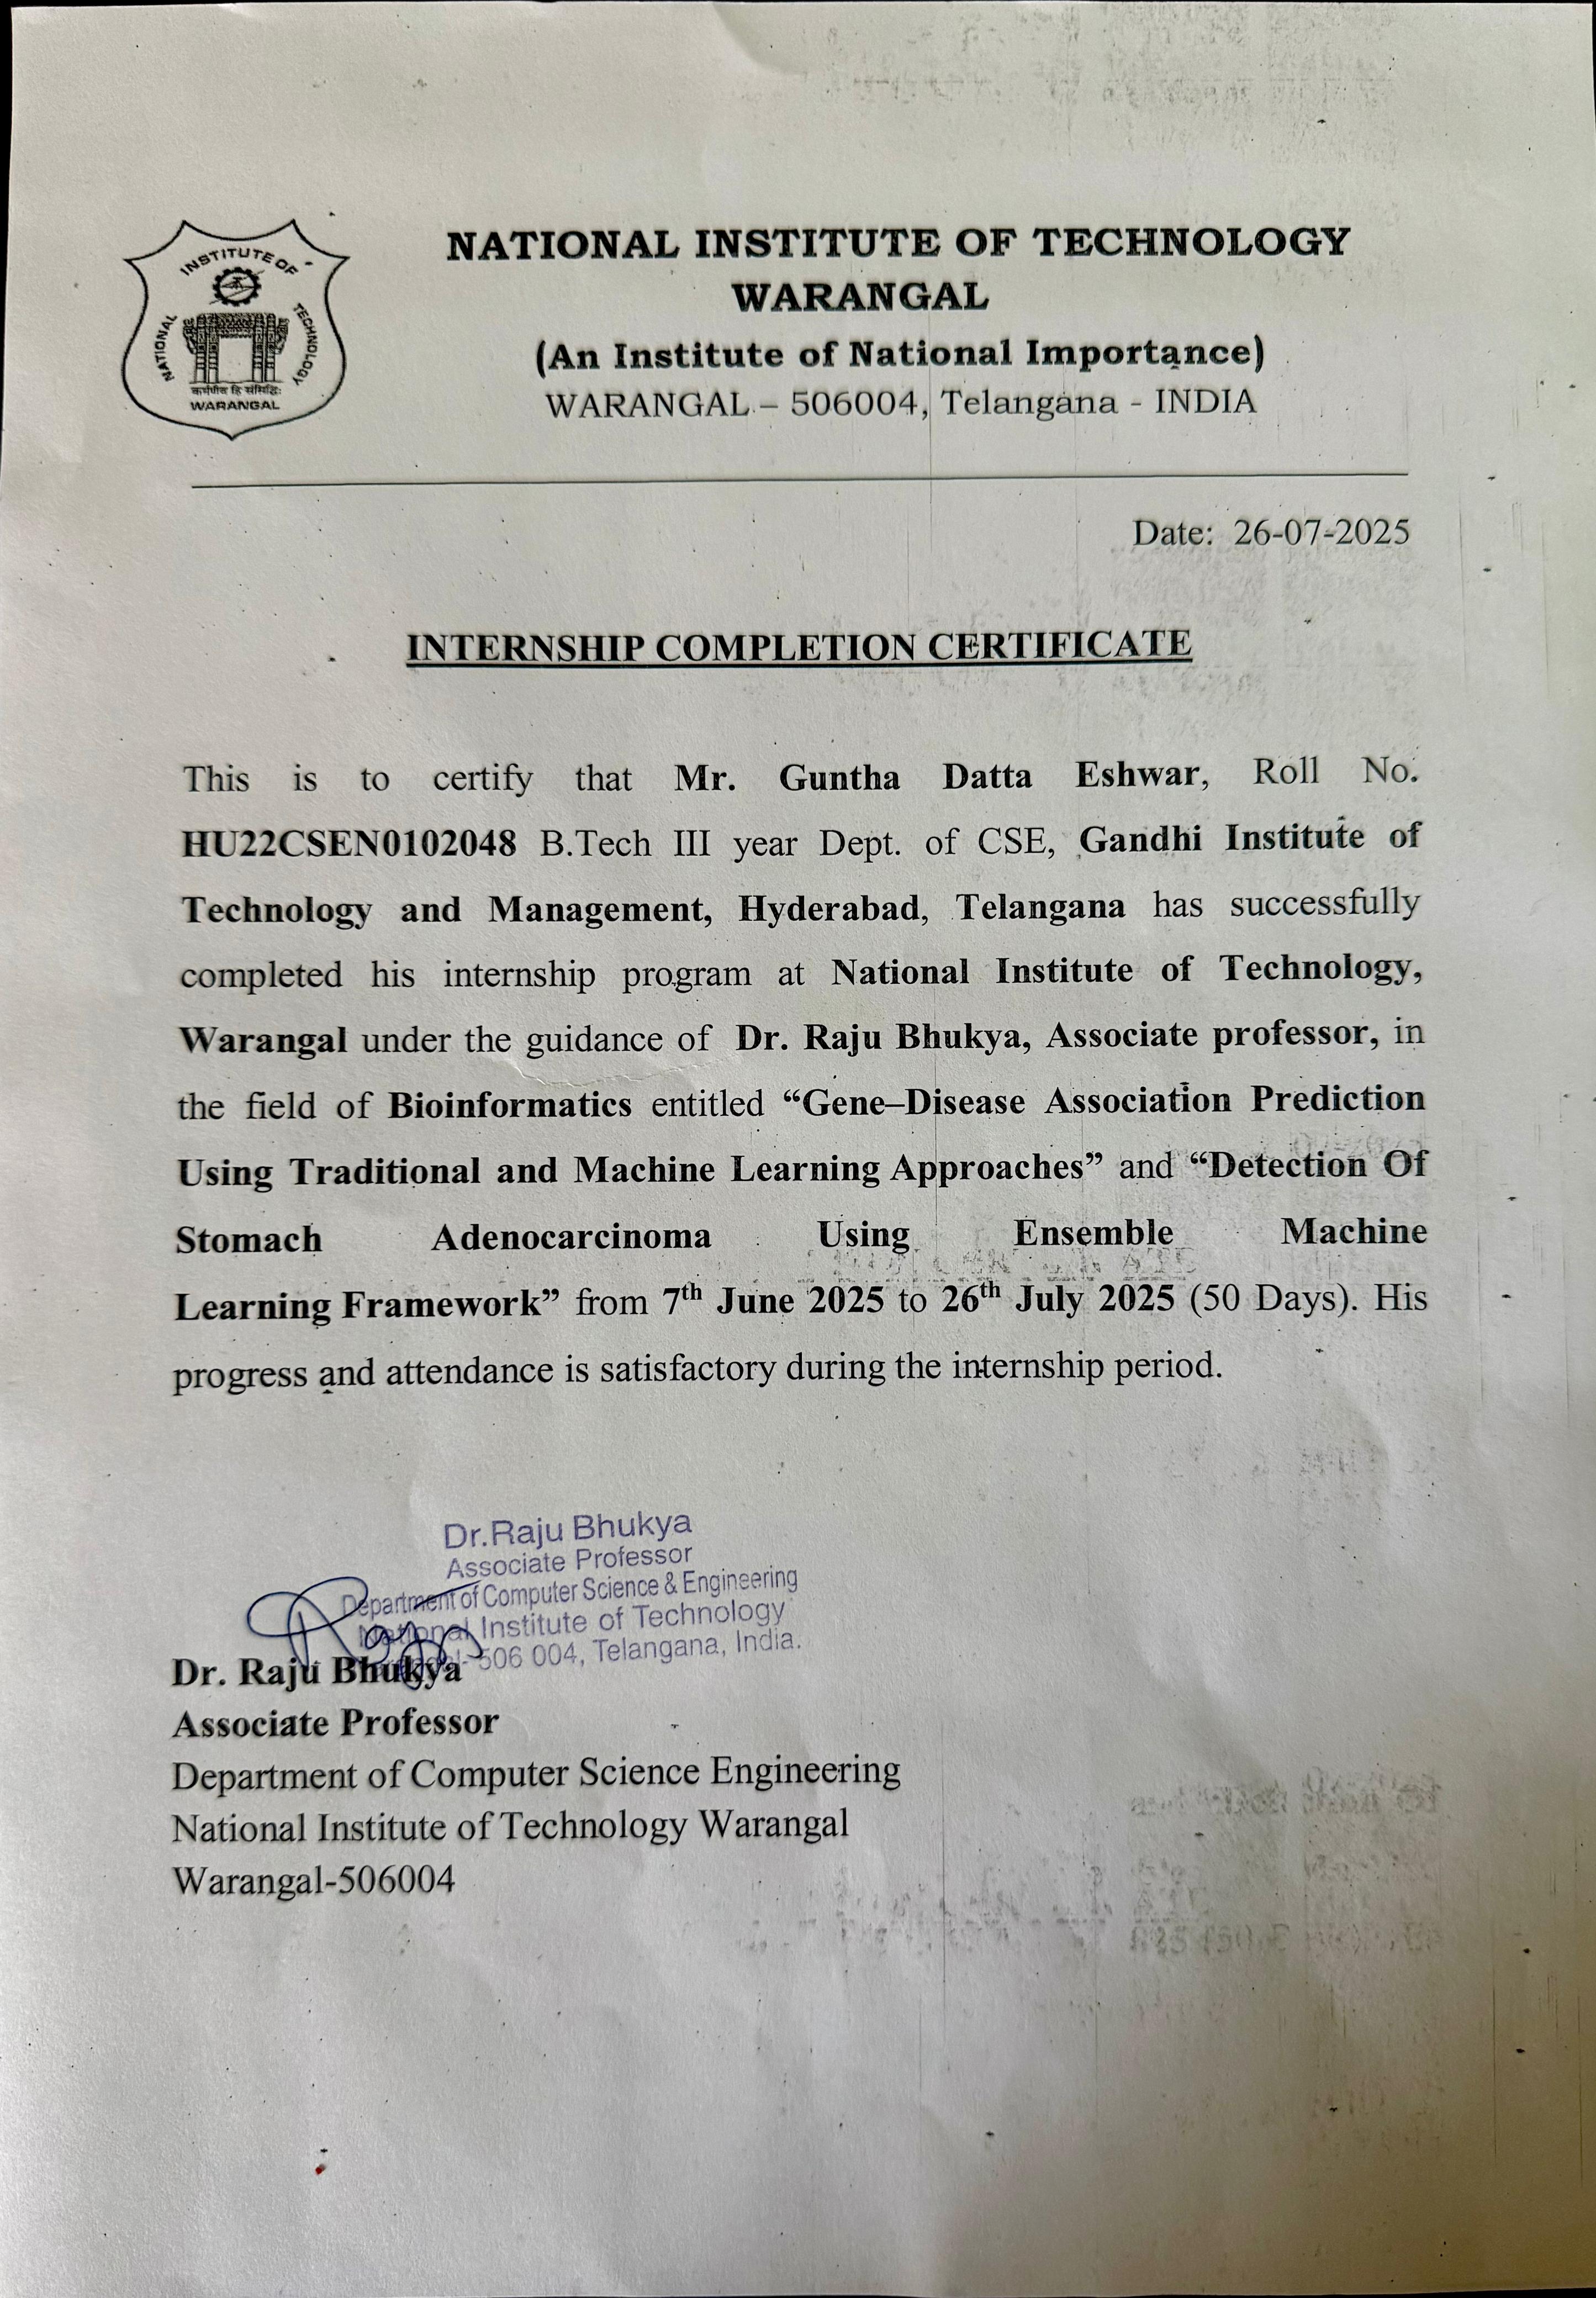 INSTITUTE OF
NATIONAL
TECHNOLOGY
WARANGAL
NATIONAL INSTITUTE OF TECHNOLOGY
WARANGAL
(An Institute of National Importance)
WARANGAL – 506004, Telangana - INDIA
Date: 26-07-2025
INTERNSHIP COMPLETION CERTIFICATE
This is to certify that Mr. Guntha Datta Eshwar, Roll No.
HU22CSEN0102048 B.Tech III year Dept. of CSE, Gandhi Institute of
Technology and Management, Hyderabad, Telangana has successfully
completed his internship program at National Institute of Technology,
Warangal under the guidance of Dr. Raju Bhukya, Associate professor, in
the field of Bioinformatics entitled “Gene–Disease Association Prediction
Using Traditional and Machine Learning Approaches” and “Detection Of
Stomach Adenocarcinoma Using Ensemble Machine
Learning Framework” from 7th June 2025 to 26th July 2025 (50 Days). His
progress and attendance is satisfactory during the internship period.
Dr.Raju Bhukya
Associate Professor
Department of Computer Science & Engineering
National Institute of Technology
506 004, Telangana, India.
Dr. Raju Bhukya
Associate Professor
Department of Computer Science Engineering
National Institute of Technology Warangal
Warangal-506004